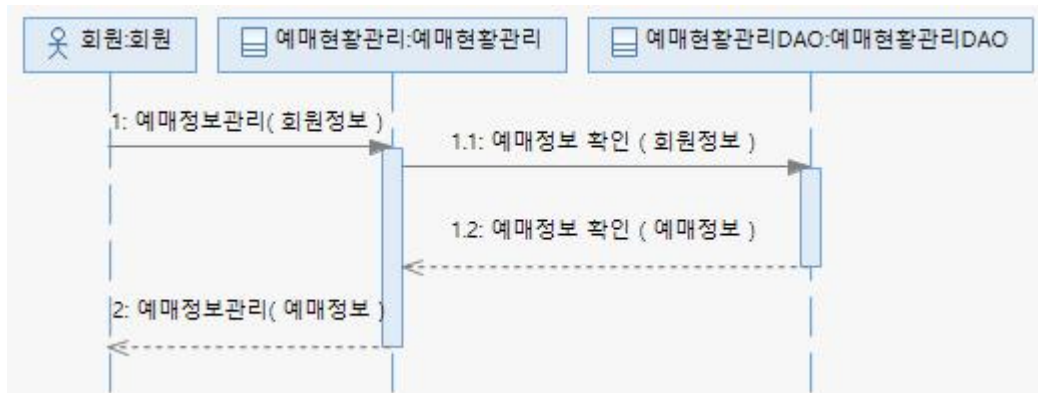 회원:회원
예매현황관리:예매현황관리
예매현황관리DAO:예매현황관리DAO
1: 예매정보관리( 회원정보 )
1.1: 예매정보 확인 ( 회원정보 )
1.2: 예매정보 확인 ( 예매정보 )
2: 예매정보관리( 예매정보 )